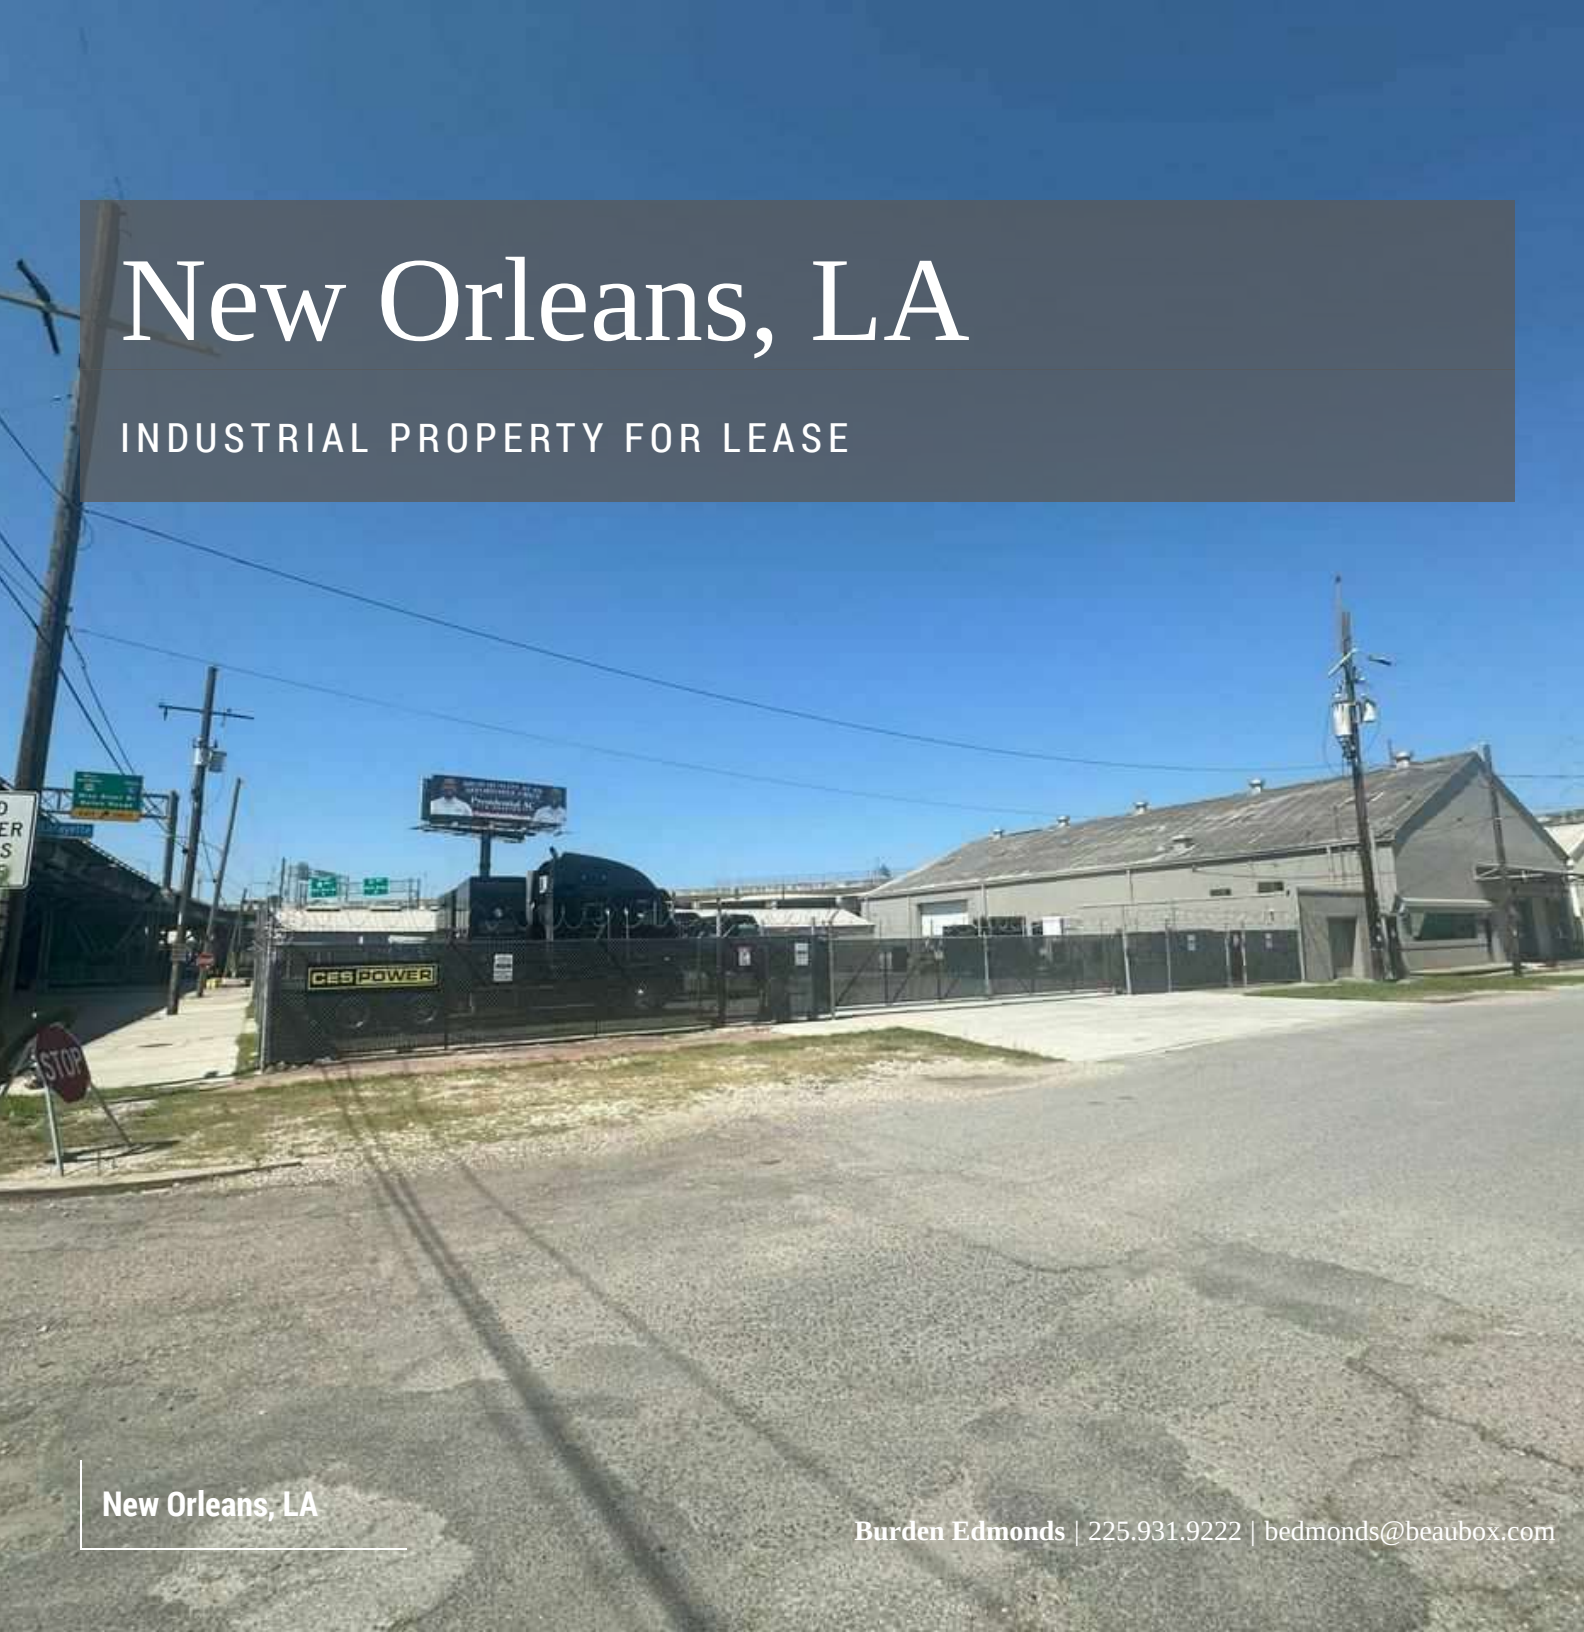 New Orleans, LA
INDUSTRIAL PROPERTY FOR LEASE
CES POWER
STOP
New Orleans, LA
Burden Edmonds | 225.931.9222 | bedmonds@beaubox.com